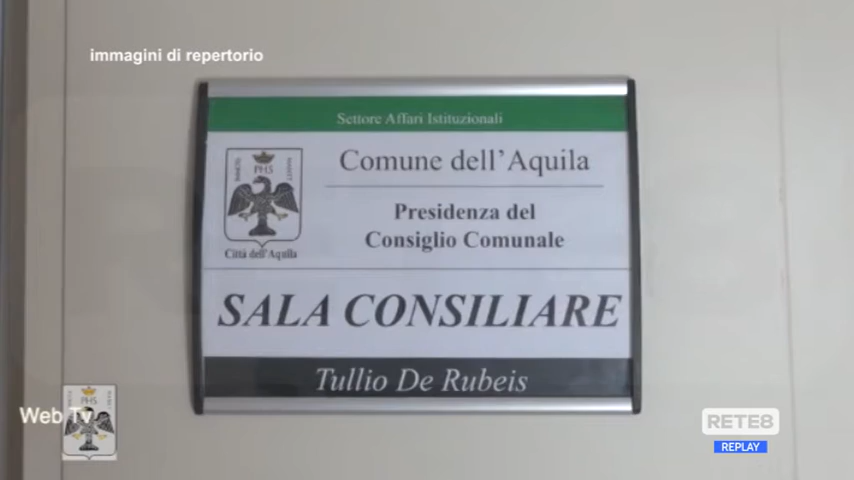 immagini di repertorio
Settore Affari Istituzionali
Comune dell'Aquila
PHS
Presidenza del
Consiglio Comunale
Città dell'Aquila
SALA CONSILIARE
Tullio De Rubeis
Web Tv
PHS
RETE8
REPLAY